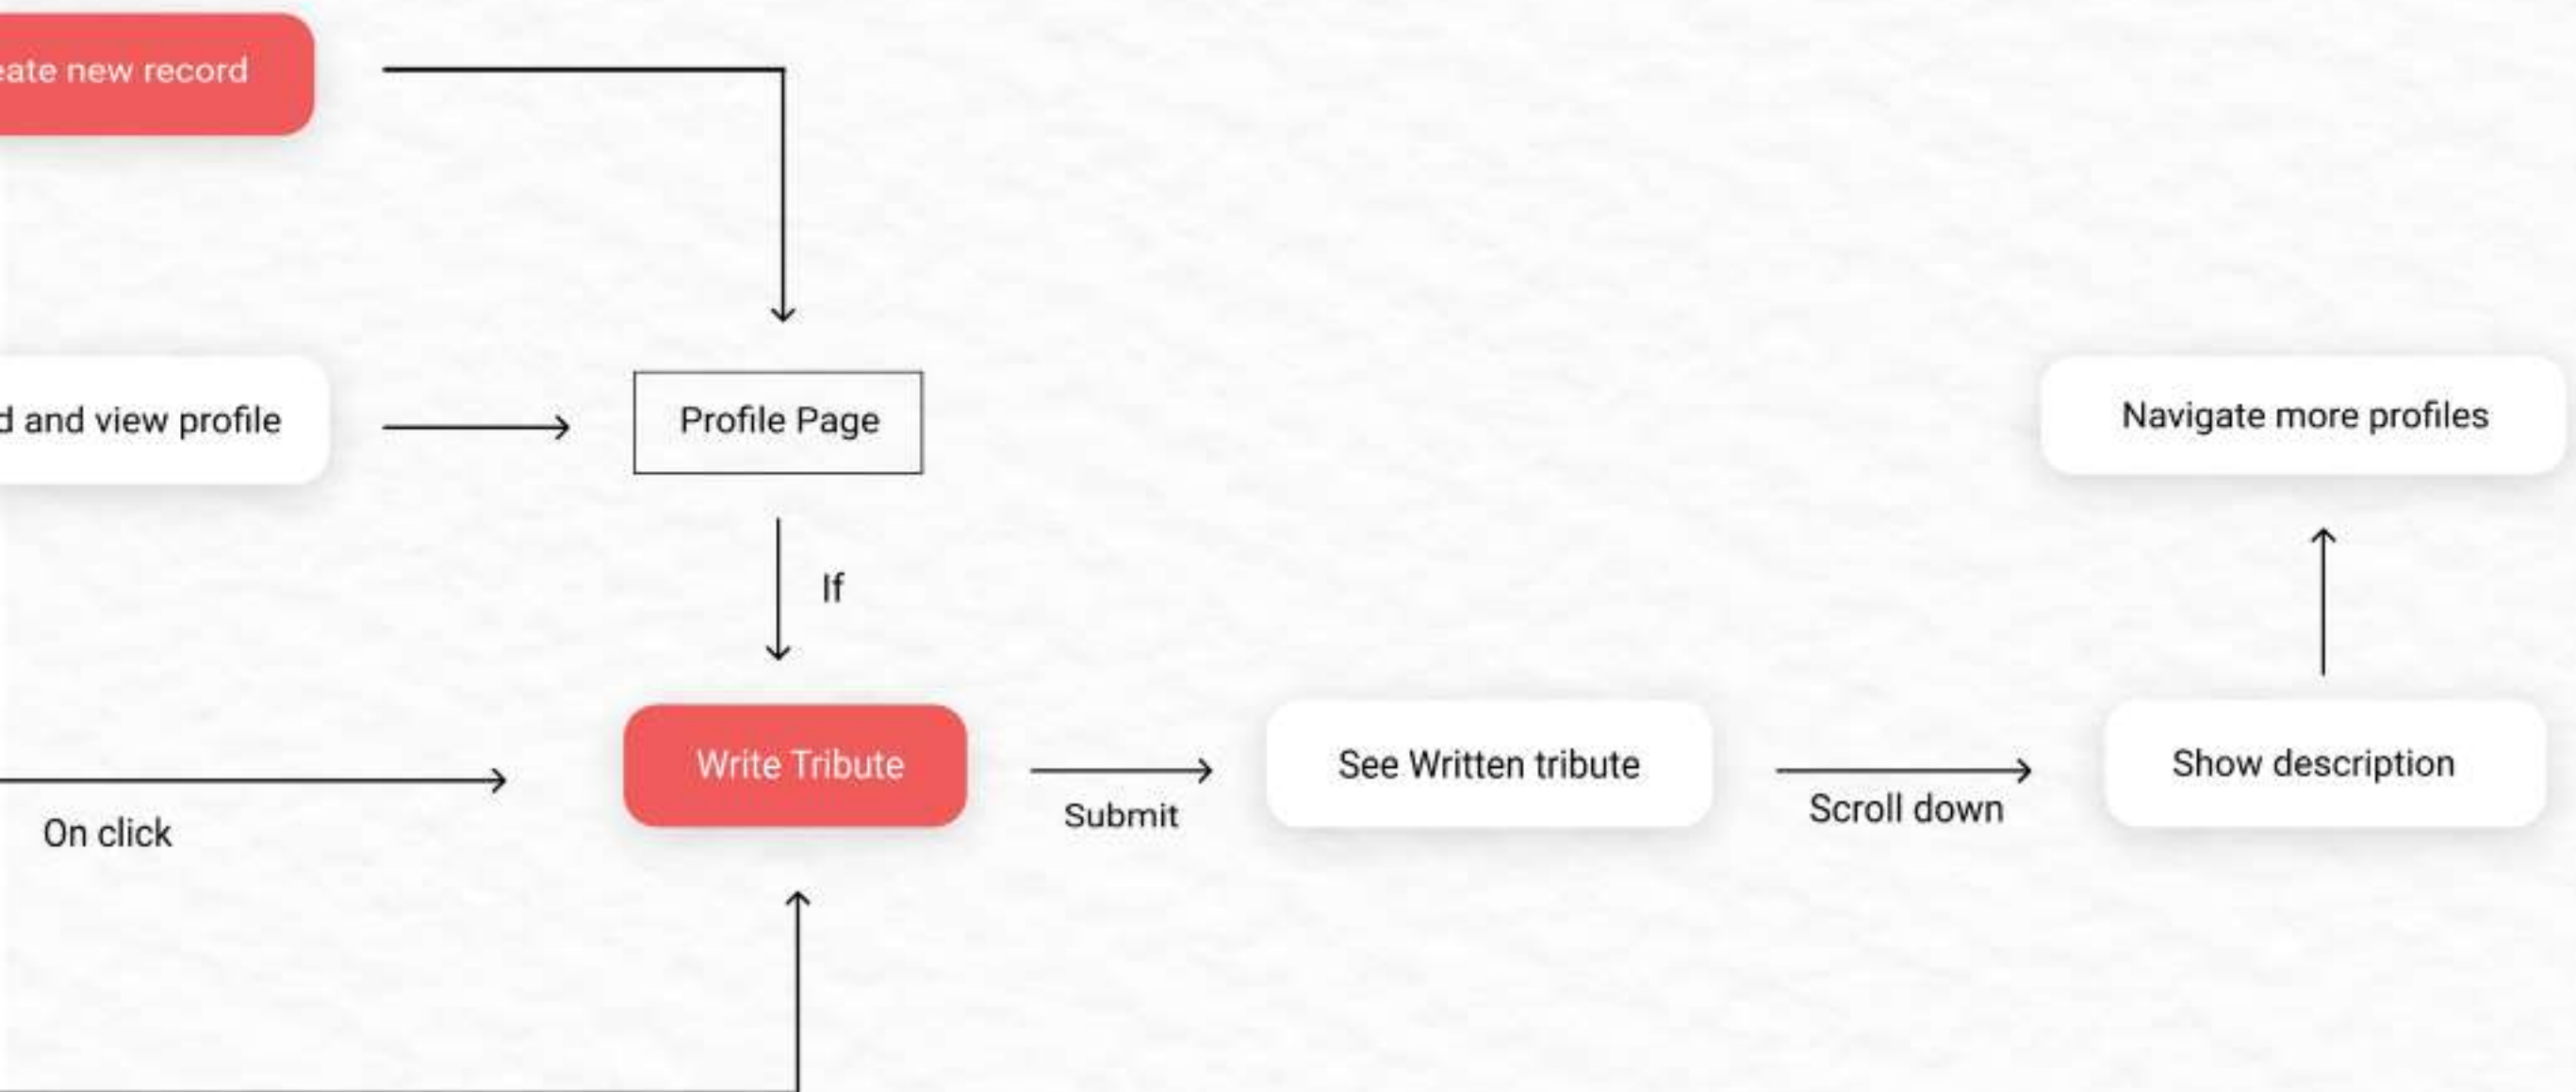 eate new record
d and view profile
Profile Page
Navigate more profiles
If
Write Tribute
See Written tribute
Show description
Submit
Scroll down
On click